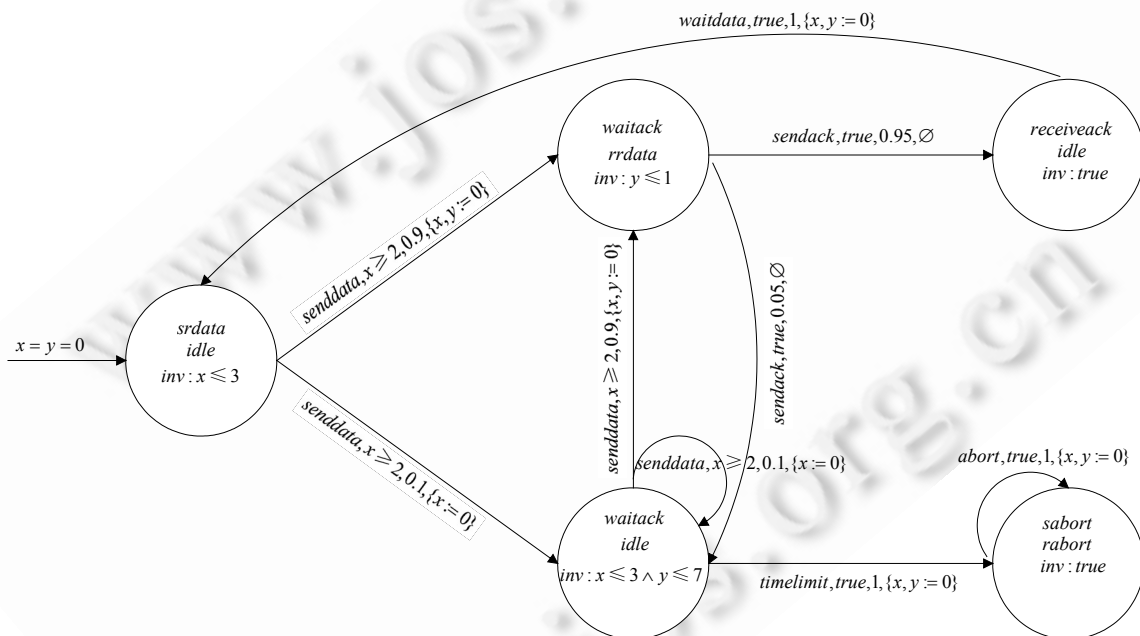 waitdata, true, 1, {x, y := 0}
waitack
rrdata
inv : y ≤ 1
sendack, true, 0.95, ∅
receiveack
idle
inv : true
senddata, x ≥ 2, 0.9, {x, y := 0}
senddata, x ≥ 2, 0.9, {x, y := 0}
sendack, true, 0.05, ∅
x = y = 0
srdata
idle
inv : x ≤ 3
senddata, x ≥ 2, 0.1, {x := 0}
senddata, x ≥ 2, 0.1, {x := 0}
abort, true, 1, {x, y := 0}
waitack
idle
inv : x ≤ 3 ∧ y ≤ 7
timelimit, true, 1, {x, y := 0}
sabort
rabort
inv : true